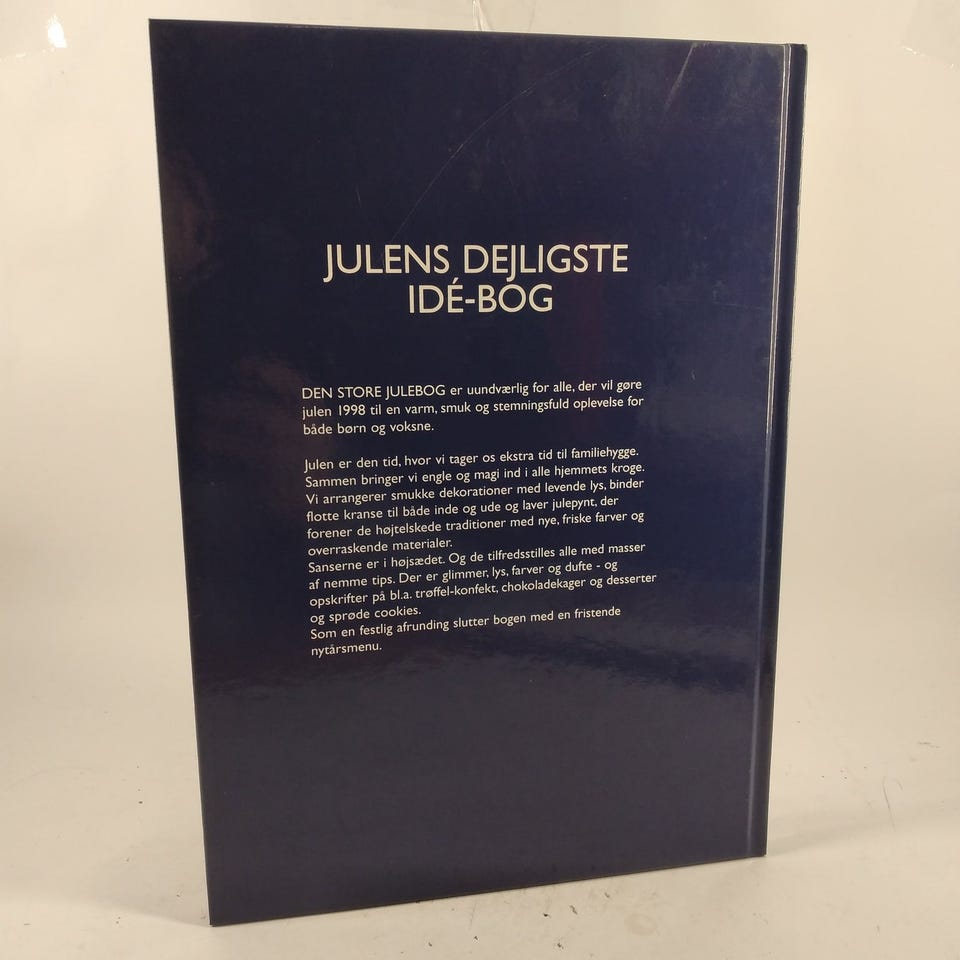 JULENS DEJLIGSTE
IDÉ-BOG
DEN STORE JULEBOG er uundværlig for alle, der vil gøre
julen 1998 til en varm, smuk og stemningsfuld oplevelse for
både børn og voksne.
Julen er den tid, hvor vi tager os ekstra tid til familiehygge.
Sammen bringer vi engle og magi ind i alle hjemmets kroge.
Vi arrangerer smukke dekorationer med levende lys, binder
flotte kranse til både inde og ude og laver julepynt, der
forener de højtelskede traditioner med nye, friske farver og
overraskende materialer.
Sanserne er i højsædet. Og de tilfredsstilles alle med masser
af nemme tips. Der er glimmer, lys, farver og dufte - og
opskrifter på bl.a. trøffel-konfekt, chokoladekager og desserter
og sprøde cookies.
Som en festlig afrunding slutter bogen med en fristende
nytårsmenu.